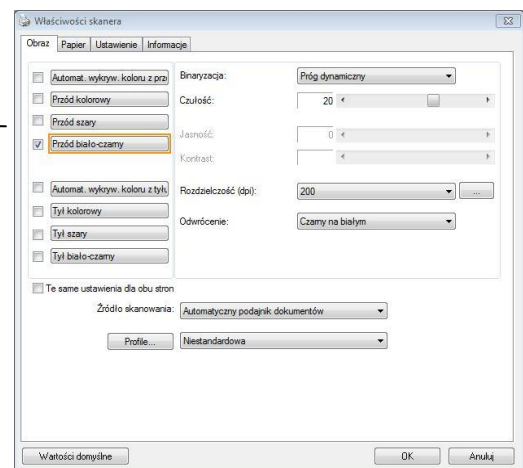 Właściwości skanera
Obraz Papier Ustawienie Informacje
Automat. wykryw. koloru z prze
Przód kolorowy
Przód szary
Przód biało-czarny
Automat. wykryw. koloru z tyłu
Tył kolorowy
Tył szary
Tył biało-czarny
Binaryzacja: Próg dynamiczny
Czułość: 20
Jasność: 0
Kontrast:
Rozdzielczość (dpi): 200 ...
Odwrócenie: Czarny na białym
Te same ustawienia dla obu stron
Źródło skanowania: Automatyczny podajnik dokumentów
Profile... Niestandardowa
Wartości domyślne OK Anuluj